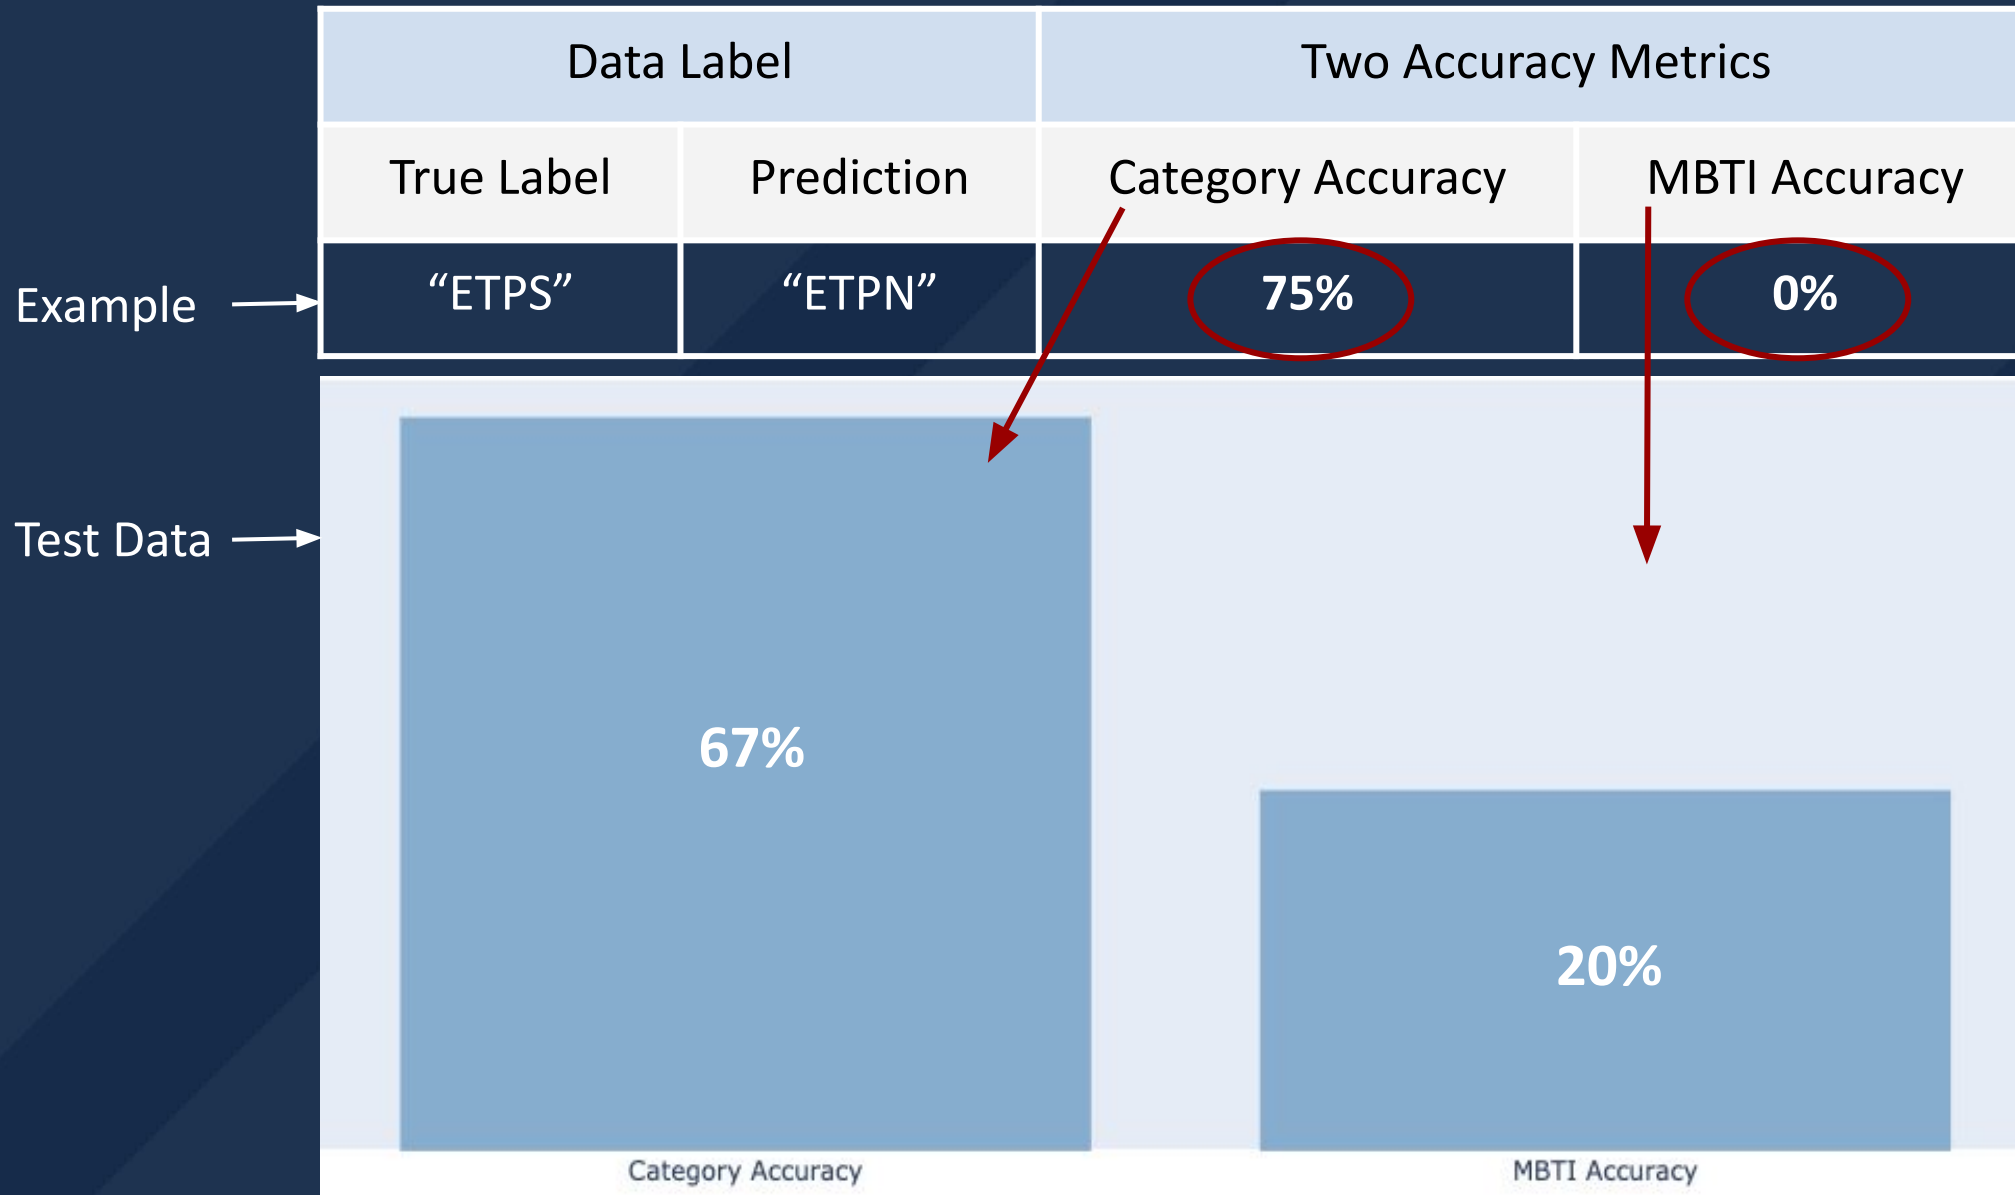 Data Label Two Accuracy Metrics
True Label Prediction Category Accuracy MBTI Accuracy
Example “ETPS” “ETPN” 75% 0%
Test Data
67%
20%
Category Accuracy MBTI Accuracy